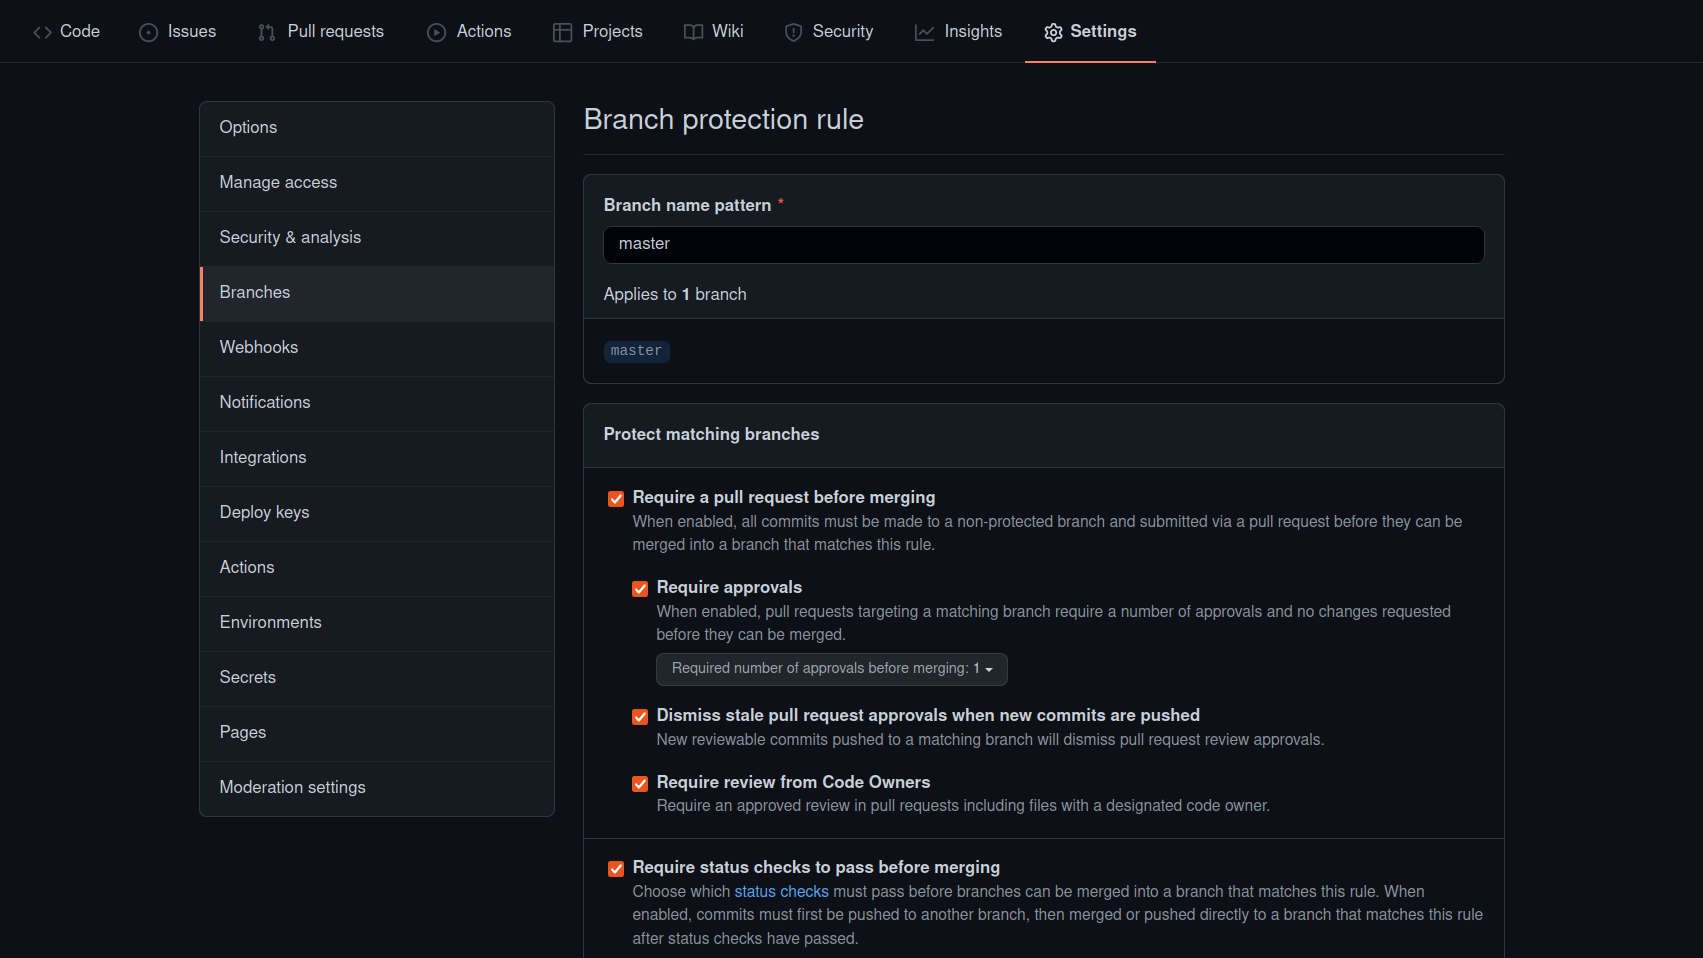 Code Issues Pull requests Actions Projects Wiki Security Insights Settings
Options
Manage access
Security & analysis
Branches
Webhooks
Notifications
Integrations
Deploy keys
Actions
Environments
Secrets
Pages
Moderation settings
Branch protection rule
Branch name pattern *
master
Applies to 1 branch
master
Protect matching branches
Require a pull request before merging
When enabled, all commits must be made to a non-protected branch and submitted via a pull request before they can be
merged into a branch that matches this rule.
Require approvals
When enabled, pull requests targeting a matching branch require a number of approvals and no changes requested
before they can be merged.
Required number of approvals before merging: 1
Dismiss stale pull request approvals when new commits are pushed
New reviewable commits pushed to a matching branch will dismiss pull request review approvals.
Require review from Code Owners
Require an approved review in pull requests including files with a designated code owner.
Require status checks to pass before merging
Choose which status checks must pass before branches can be merged into a branch that matches this rule. When
enabled, commits must first be pushed to another branch, then merged or pushed directly to a branch that matches this rule
after status checks have passed.